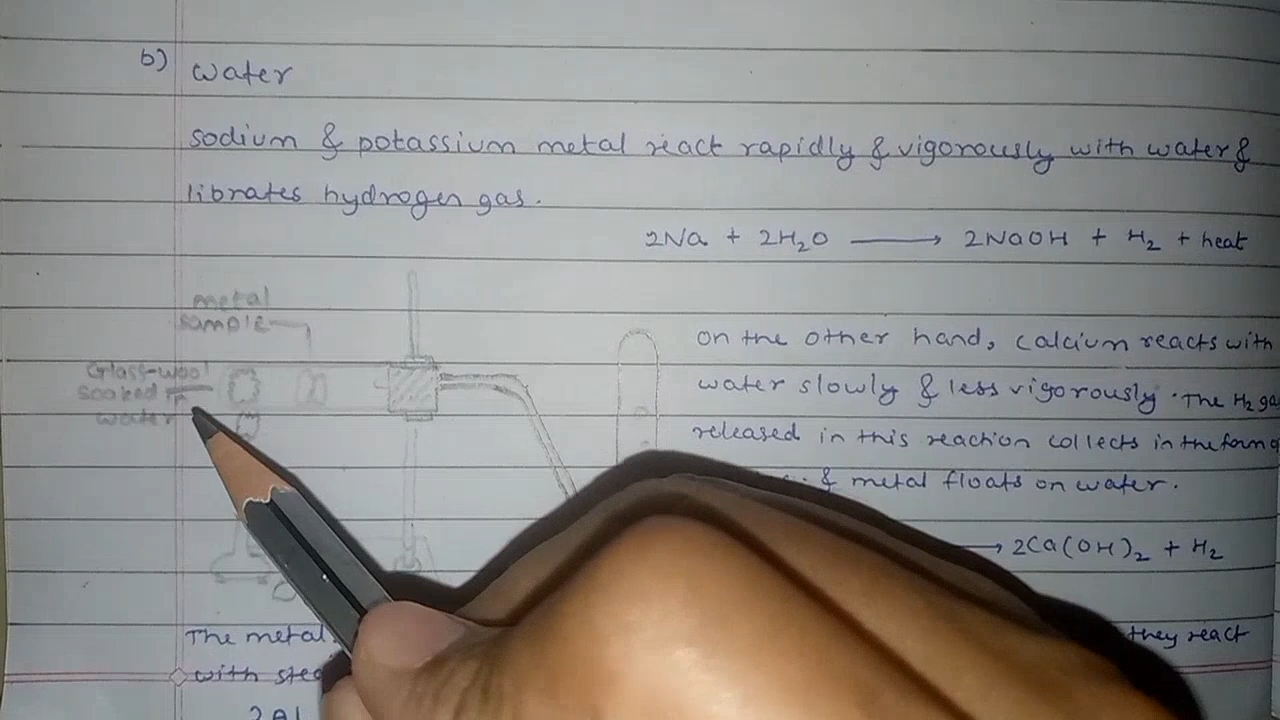 b) water
sodium & potassium metal react rapidly & vigorously with water &
librates hydrogen gas.
2Na + 2H₂O → 2NaOH + H₂ + heat
metal
sample
Glass-wool
soaked
water
on the other hand, calcium reacts with
water slowly & less vigorously. The H₂ ga
released in this reaction collects in the form o
& metal floats on water.
→ 2Ca(OH)₂ + H₂
The metal they react
with stea
2Al